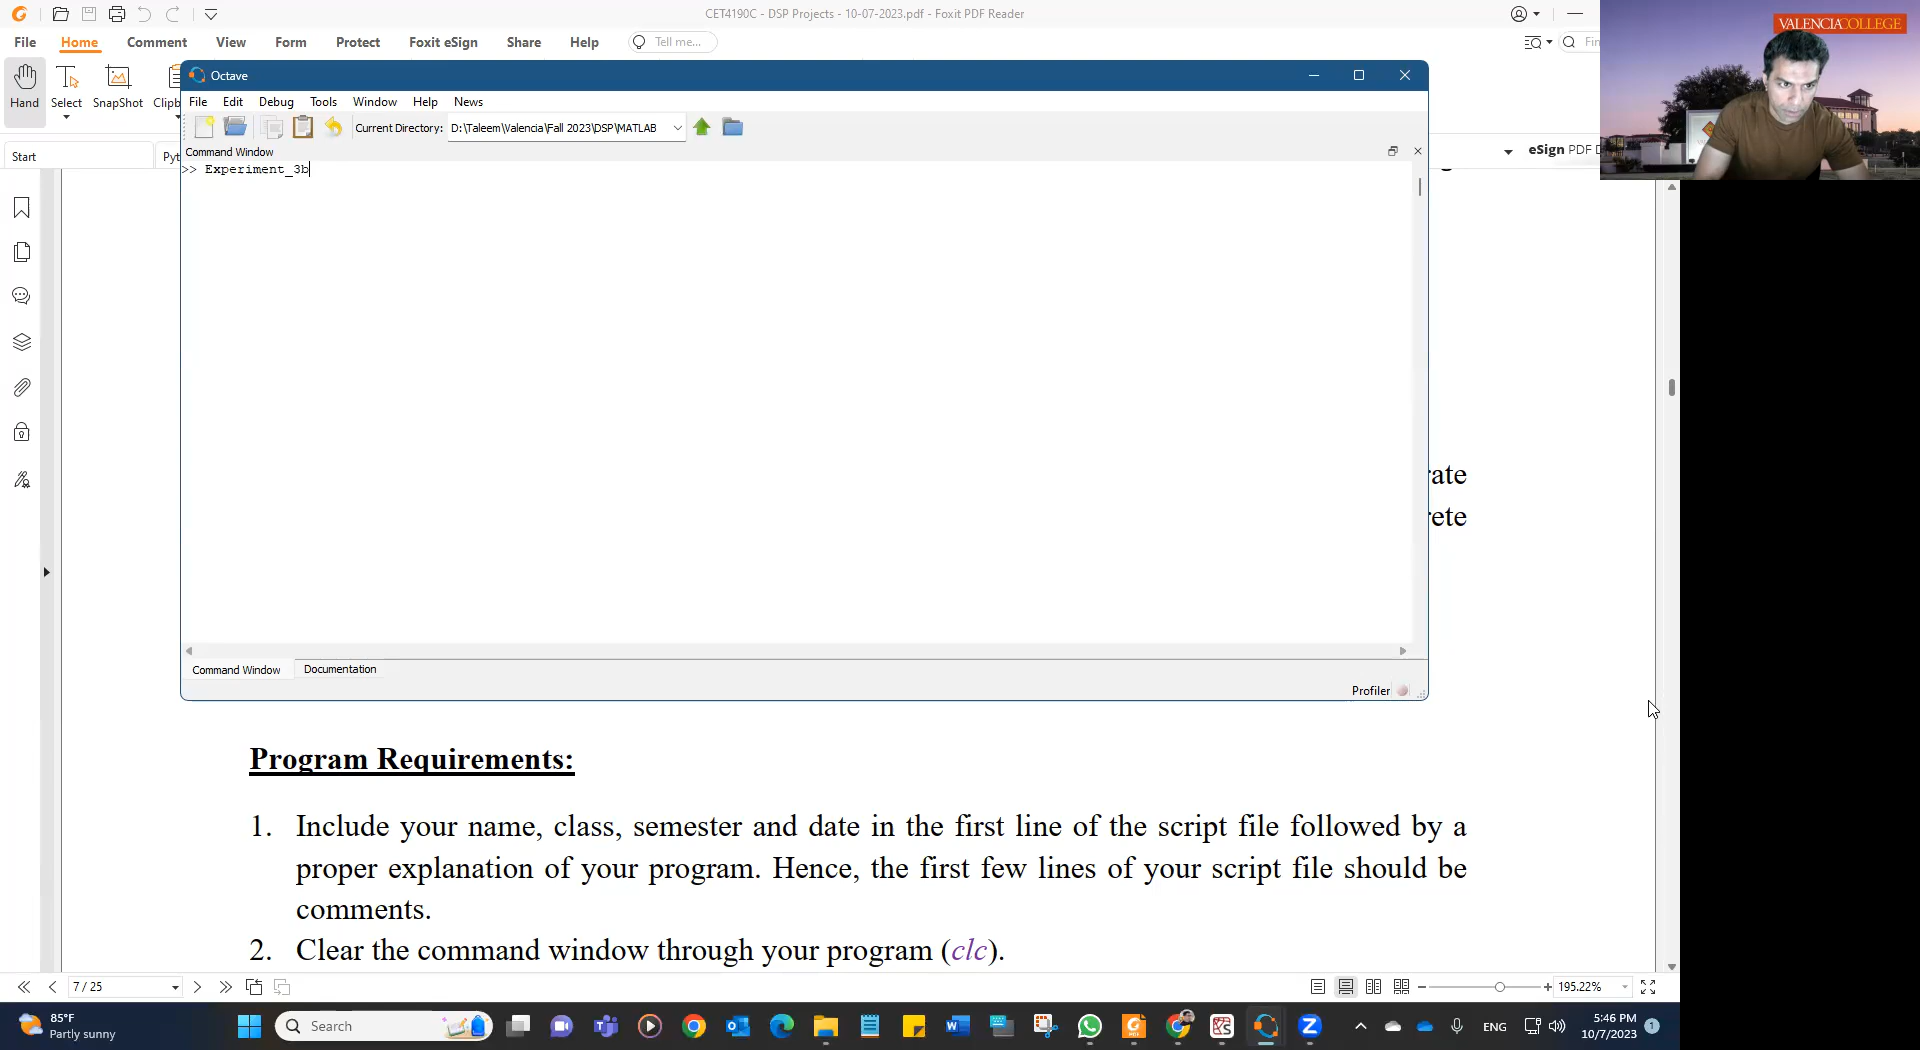 CET4190C - DSP Projects - 10-07-2023.pdf - Foxit PDF Reader
VALENCIACOLLEGE
File Home Comment View Form Protect Foxit eSign Share Help Tell me...
Hand Select SnapShot
Start
eSign PDF
Octave
File Edit Debug Tools Window Help News
Current Directory: D:\Taleem\Valencia\Fall 2023\DSP\MATLAB
Command Window
>> Experiment_3b
Command Window Documentation
Profiler
Program Requirements:
1. Include your name, class, semester and date in the first line of the script file followed by a
proper explanation of your program. Hence, the first few lines of your script file should be
comments.
2. Clear the command window through your program (clc).
7 / 25
195.22%
85°F
Partly sunny
Search
ENG
5:46 PM
10/7/2023
1